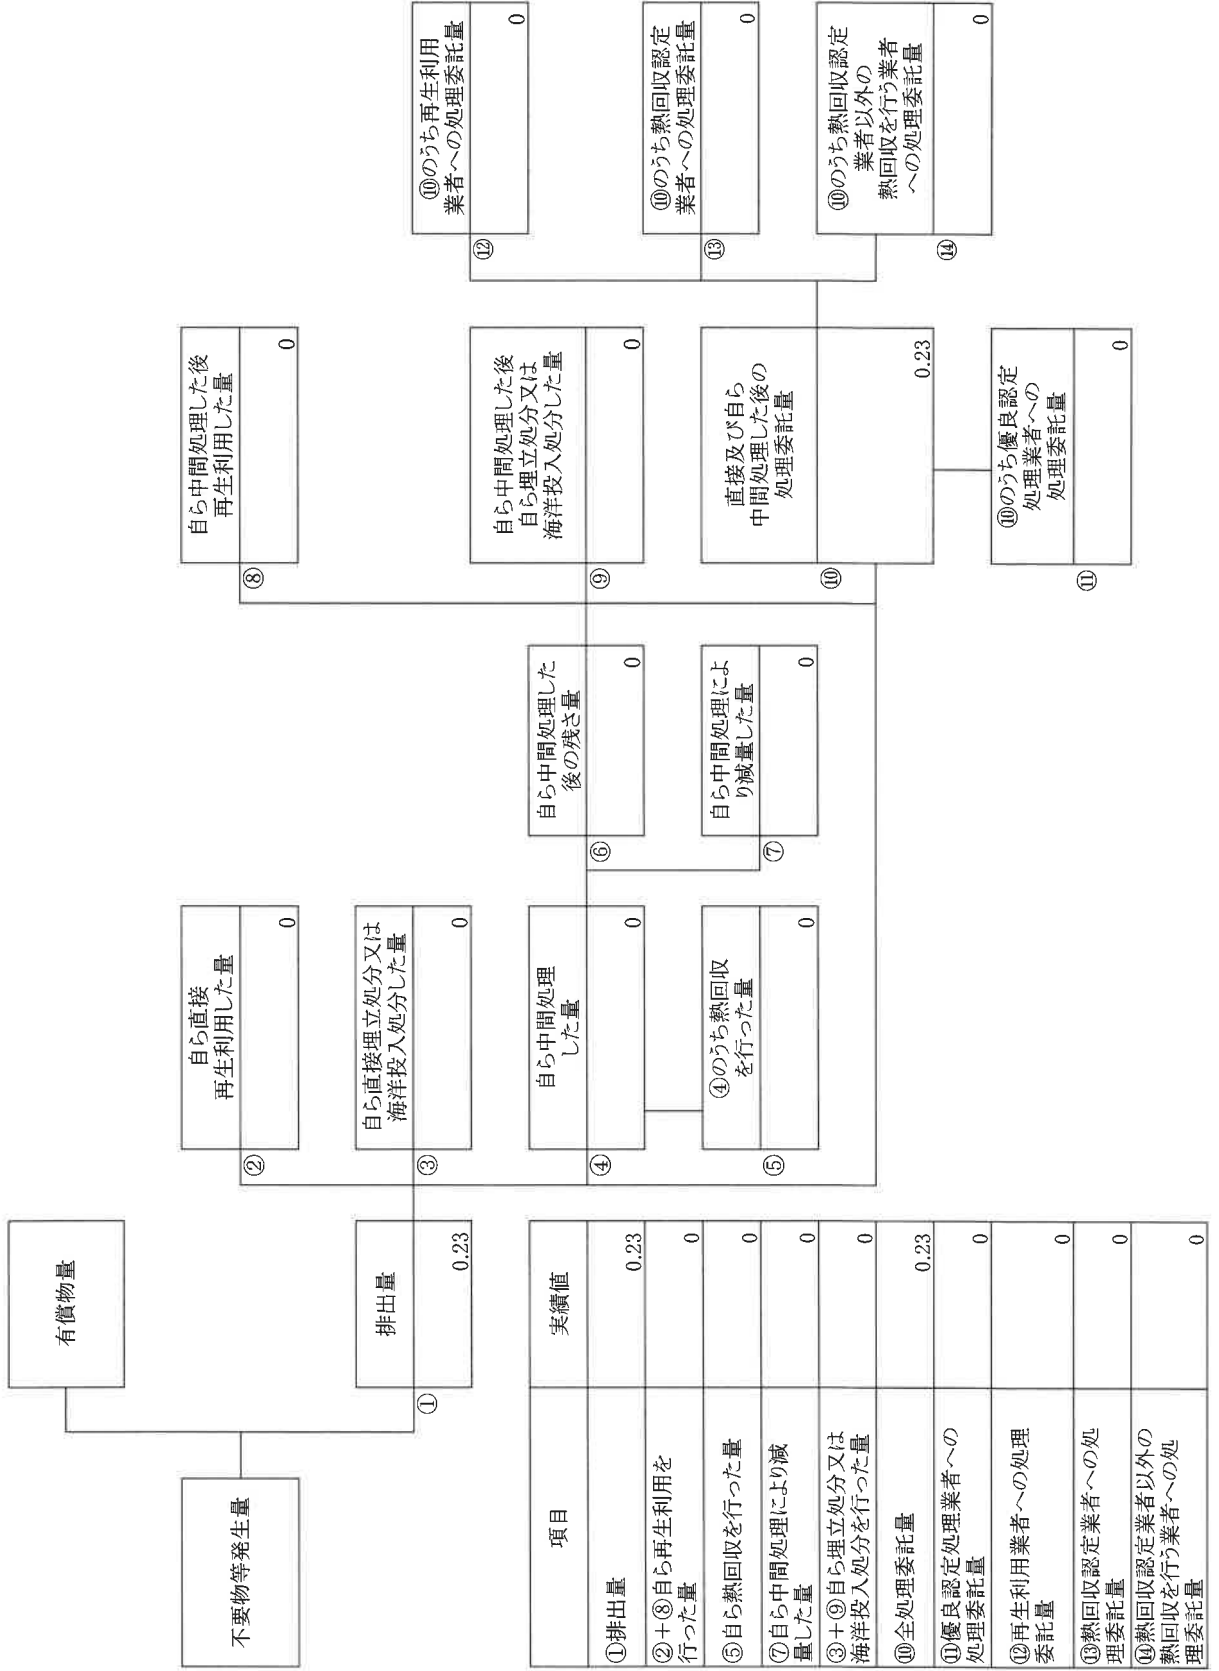 有償物量
不要物等発生量
排出量
①
0.23
自ら直接
再生利用した量
②
0
自ら直接埋立処分又は
海洋投入処分した量
③
0
自ら中間処理
した量
④
0
④のうち熱回収
を行った量
⑤
0
自ら中間処理した
後の残さ量
⑥
0
自ら中間処理によ
り減量した量
⑦
0
自ら中間処理した後
再生利用した量
⑧
0
自ら中間処理した後
自ら埋立処分又は
海洋投入処分した量
⑨
0
直接及び自ら
中間処理した後の
処理委託量
⑩
0.23
⑩のうち優良認定
処理業者への
処理委託量
⑪
0
⑩のうち再生利用
業者への処理委託量
⑫
0
⑩のうち熱回収認定
業者への処理委託量
⑬
0
⑩のうち熱回収認定
業者以外の
熱回収を行う業者
への処理委託量
⑭
0
項目 実績値
①排出量 0.23
②+⑧自ら再生利用を
行った量 0
⑤自ら熱回収を行った量 0
⑦自ら中間処理により減
量した量 0
③+⑨自ら埋立処分又は
海洋投入処分を行った量 0
⑩全処理委託量 0.23
⑪優良認定処理業者への
処理委託量 0
⑫再生利用業者への処理
委託量 0
⑬熱回収認定業者への処
理委託量 0
⑭熱回収認定業者以外の
熱回収を行う業者への処
理委託量 0